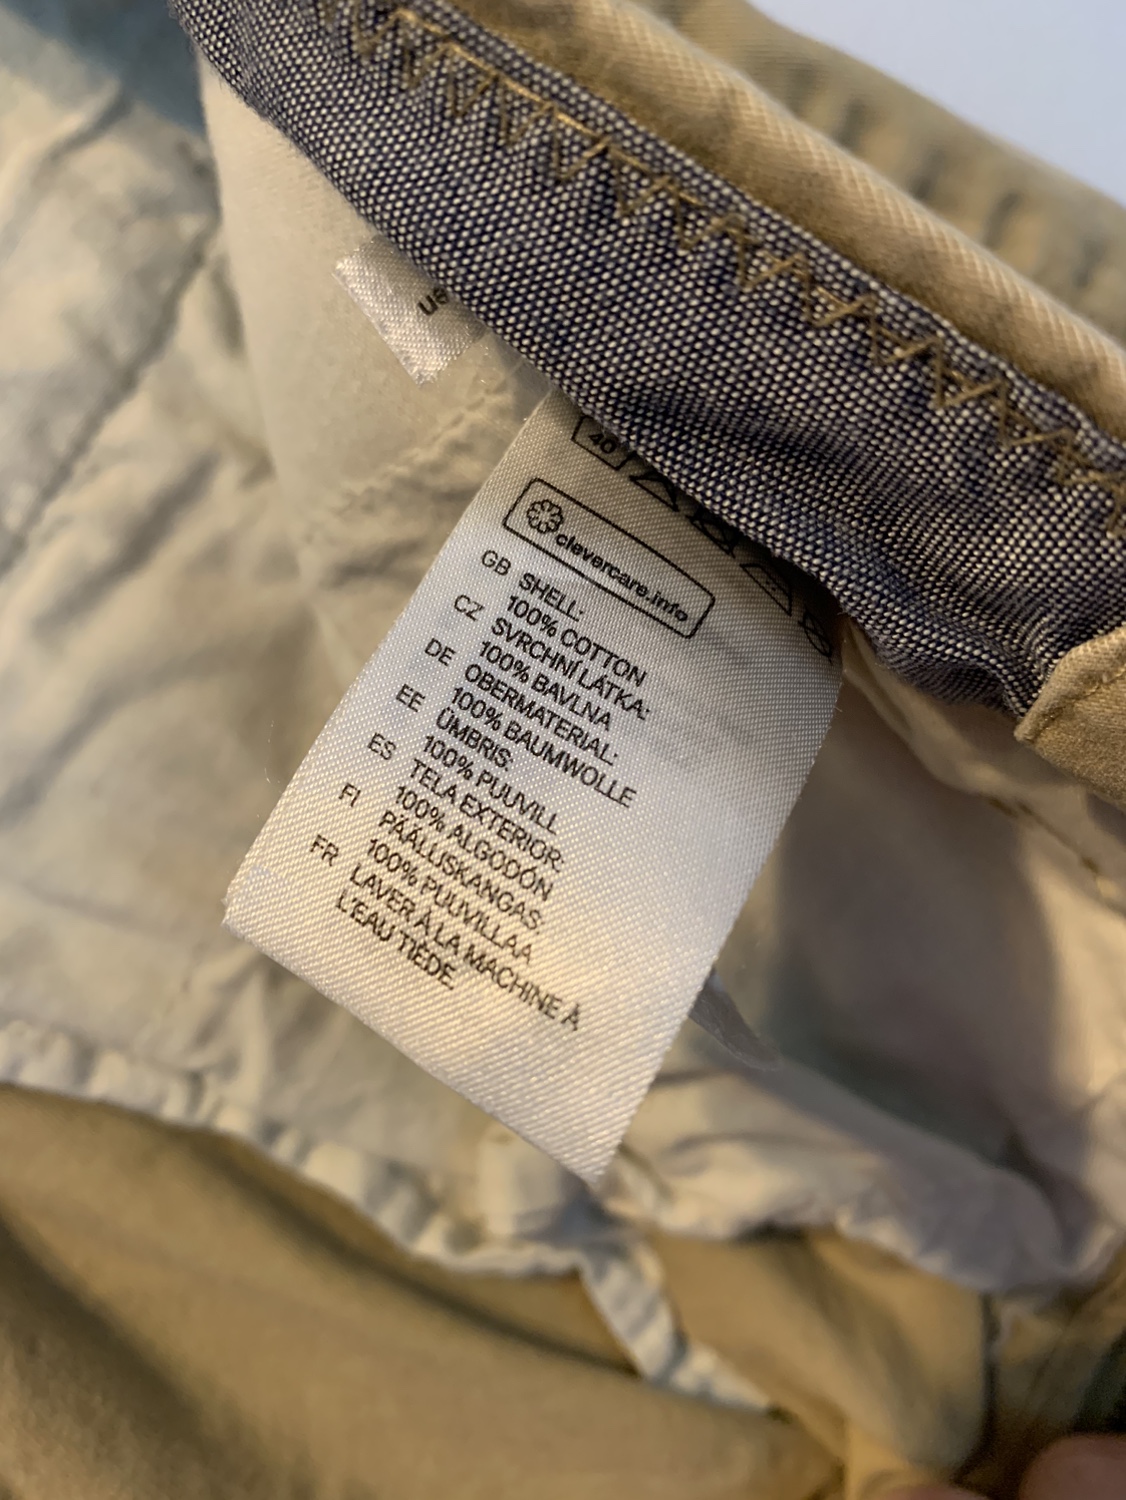 40
clevercare.info
GB SHELL:
100% COTTON
CZ SVRCHNÍ LÁTKA:
100% BAVLNA
DE OBERMATERIAL:
100% BAUMWOLLE
EE ÜMBRIS:
100% PUUVILL
ES TELA EXTERIOR:
100% ALGODÓN
FI PÄÄLLISKANGAS
100% PUUVILLAA
FR LAVER À LA MACHINE À
L'EAU TIÈDE.